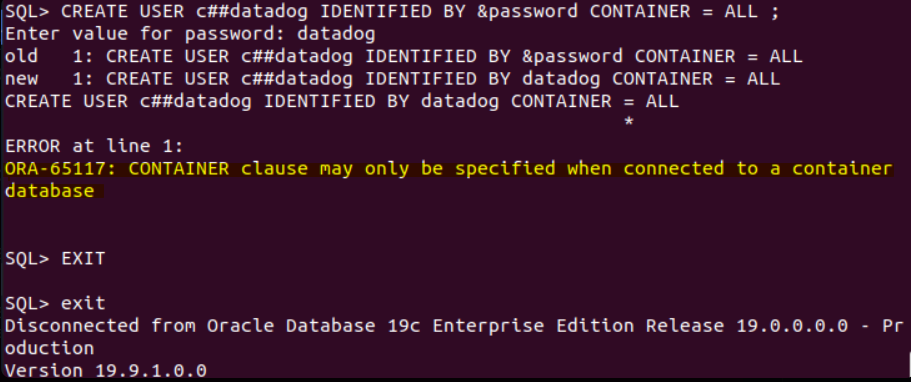 SQL> CREATE USER c##datadog IDENTIFIED BY &password CONTAINER = ALL ;
Enter value for password: datadog
old   1: CREATE USER c##datadog IDENTIFIED BY &password CONTAINER = ALL
new   1: CREATE USER c##datadog IDENTIFIED BY datadog CONTAINER = ALL
CREATE USER c##datadog IDENTIFIED BY datadog CONTAINER = ALL
                                                       *
ERROR at line 1:
ORA-65117: CONTAINER clause may only be specified when connected to a container
database
SQL> EXIT
SQL> exit
Disconnected from Oracle Database 19c Enterprise Edition Release 19.0.0.0.0 - Pr
oduction
Version 19.9.1.0.0